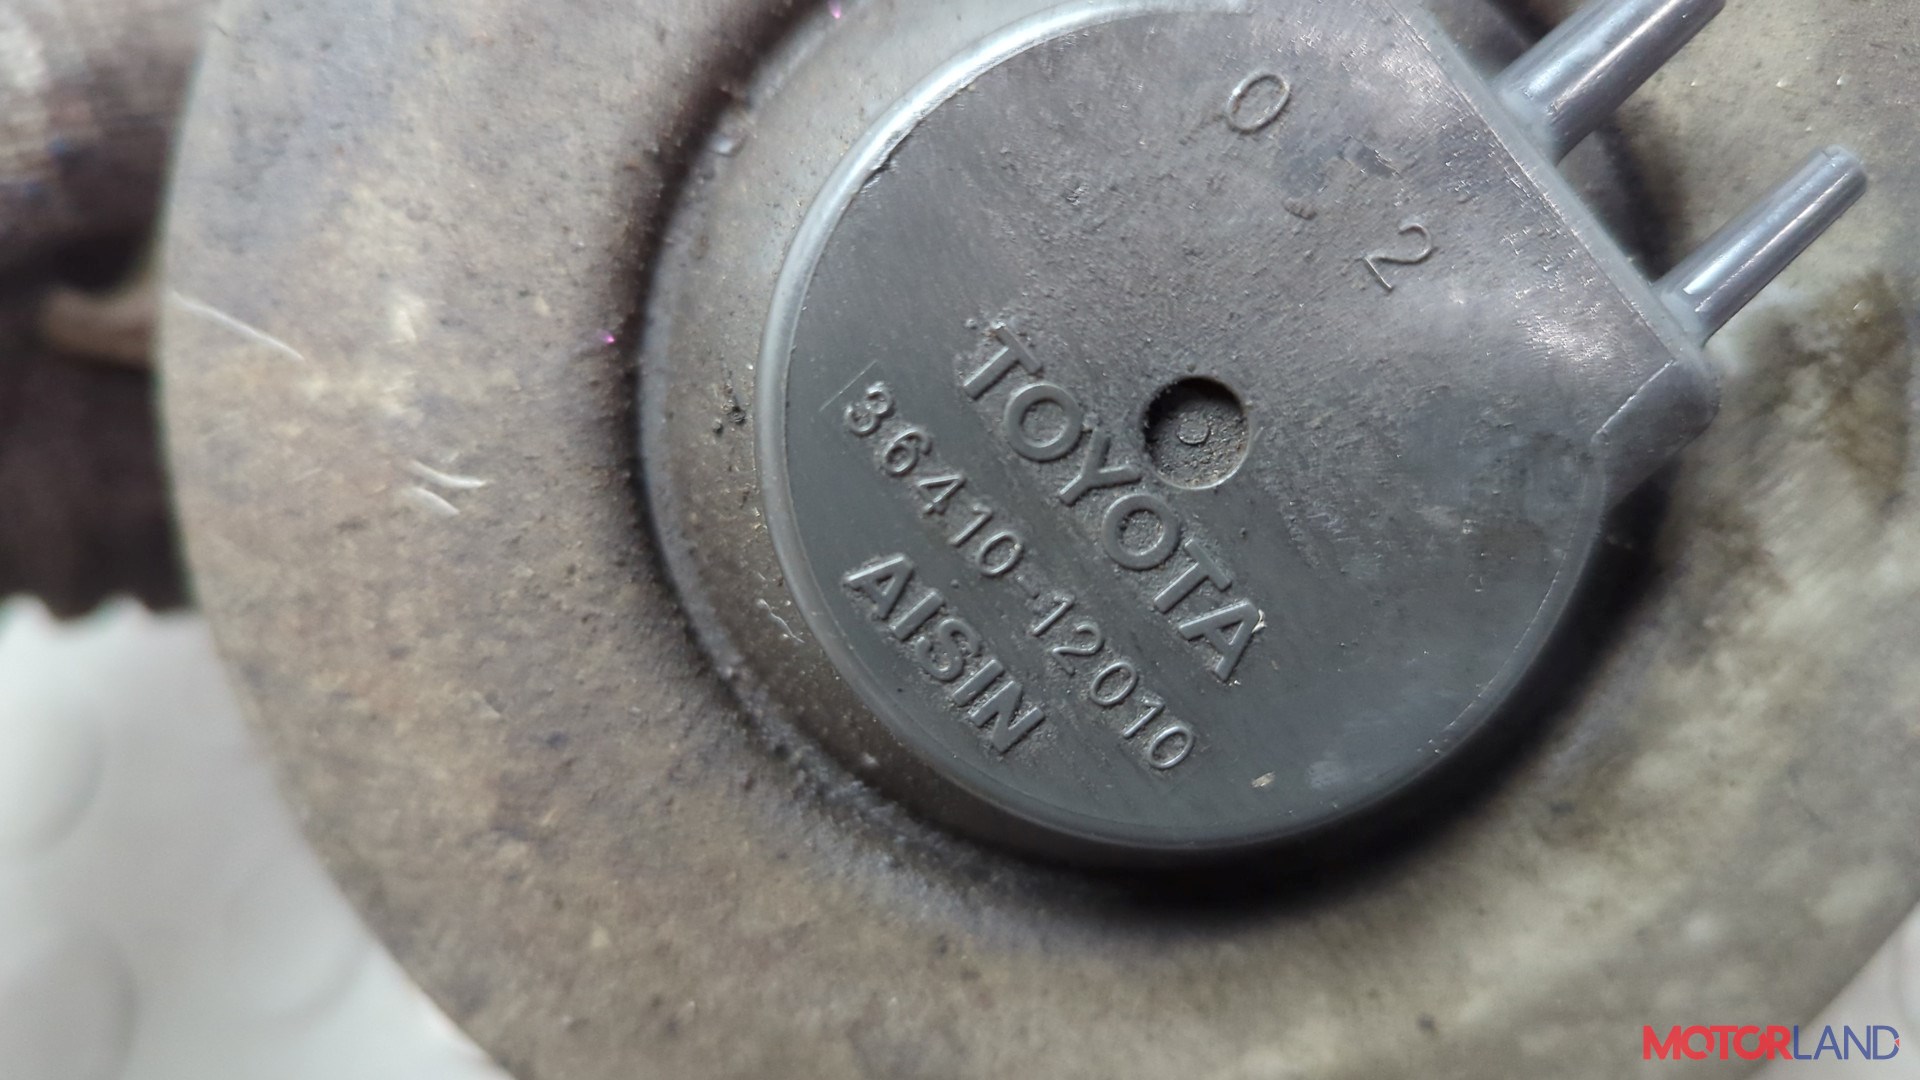 0 2
TOYOTA
36410-12010
AISIN
MOTORLAND